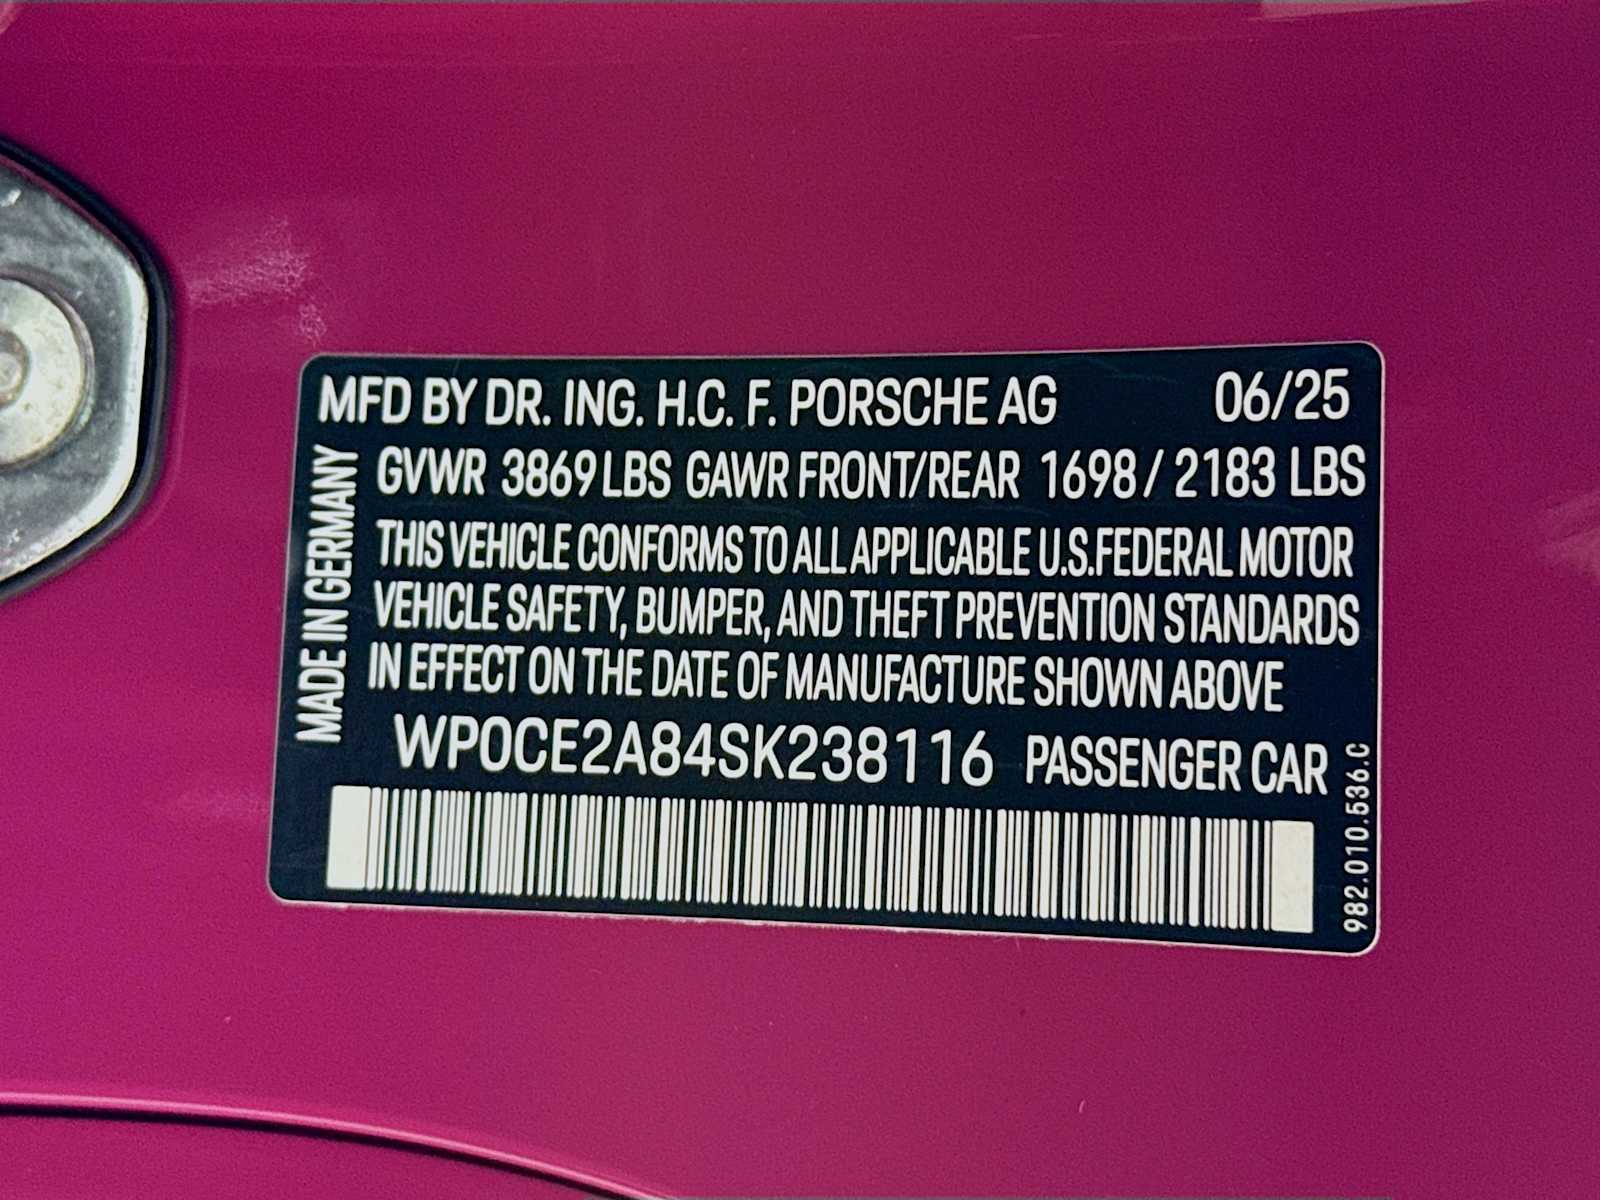 MFD BY DR. ING. H.C. F. PORSCHE AG 06/25
GVWR 3869 LBS GAWR FRONT/REAR 1698 / 2183 LBS
THIS VEHICLE CONFORMS TO ALL APPLICABLE U.S.FEDERAL MOTOR
VEHICLE SAFETY, BUMPER, AND THEFT PREVENTION STANDARDS
IN EFFECT ON THE DATE OF MANUFACTURE SHOWN ABOVE
WP0CE2A84SK238116 PASSENGER CAR
MADE IN GERMANY
982.010.536.C